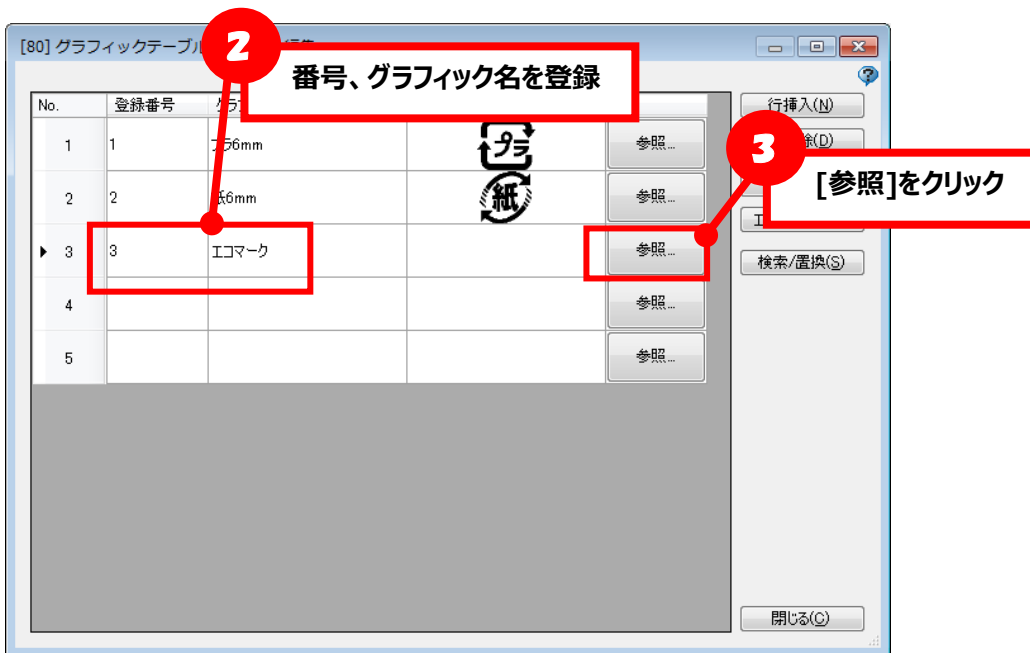 [80] グラフィックテーブル
2
番号、グラフィック名を登録
No.
登録番号
行挿入(N)
1
1
プラ6mm
プラ
参照...
(D)
3
[参照]をクリック
2
2
紙6mm
紙
参照...
3
3
エコマーク
参照...
検索/置換(S)
4
参照...
5
参照...
閉じる(C)